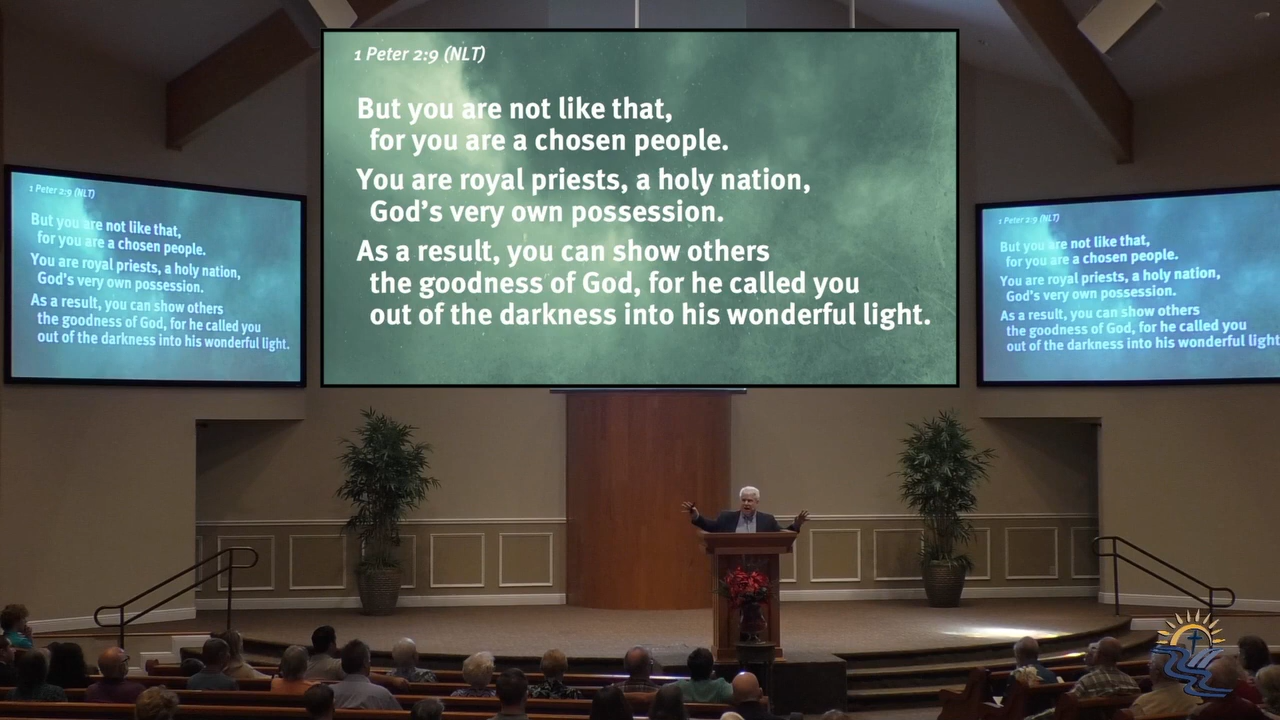 1 Peter 2:9 (NLT)
But you are not like that,
for you are a chosen people.
You are royal priests, a holy nation,
God's very own possession.
As a result, you can show others
the goodness of God, for he called you
out of the darkness into his wonderful light.
1 Peter 2:9 (NLT)
But you are not like that,
for you are a chosen people.
You are royal priests, a holy nation,
God's very own possession.
As a result, you can show others
the goodness of God, for he called you
out of the darkness into his wonderful light.
1 Peter 2:9 (NLT)
But you are not like that,
for you are a chosen people.
You are royal priests, a holy nation,
God's very own possession.
As a result, you can show others
the goodness of God, for he called you
out of the darkness into his wonderful light